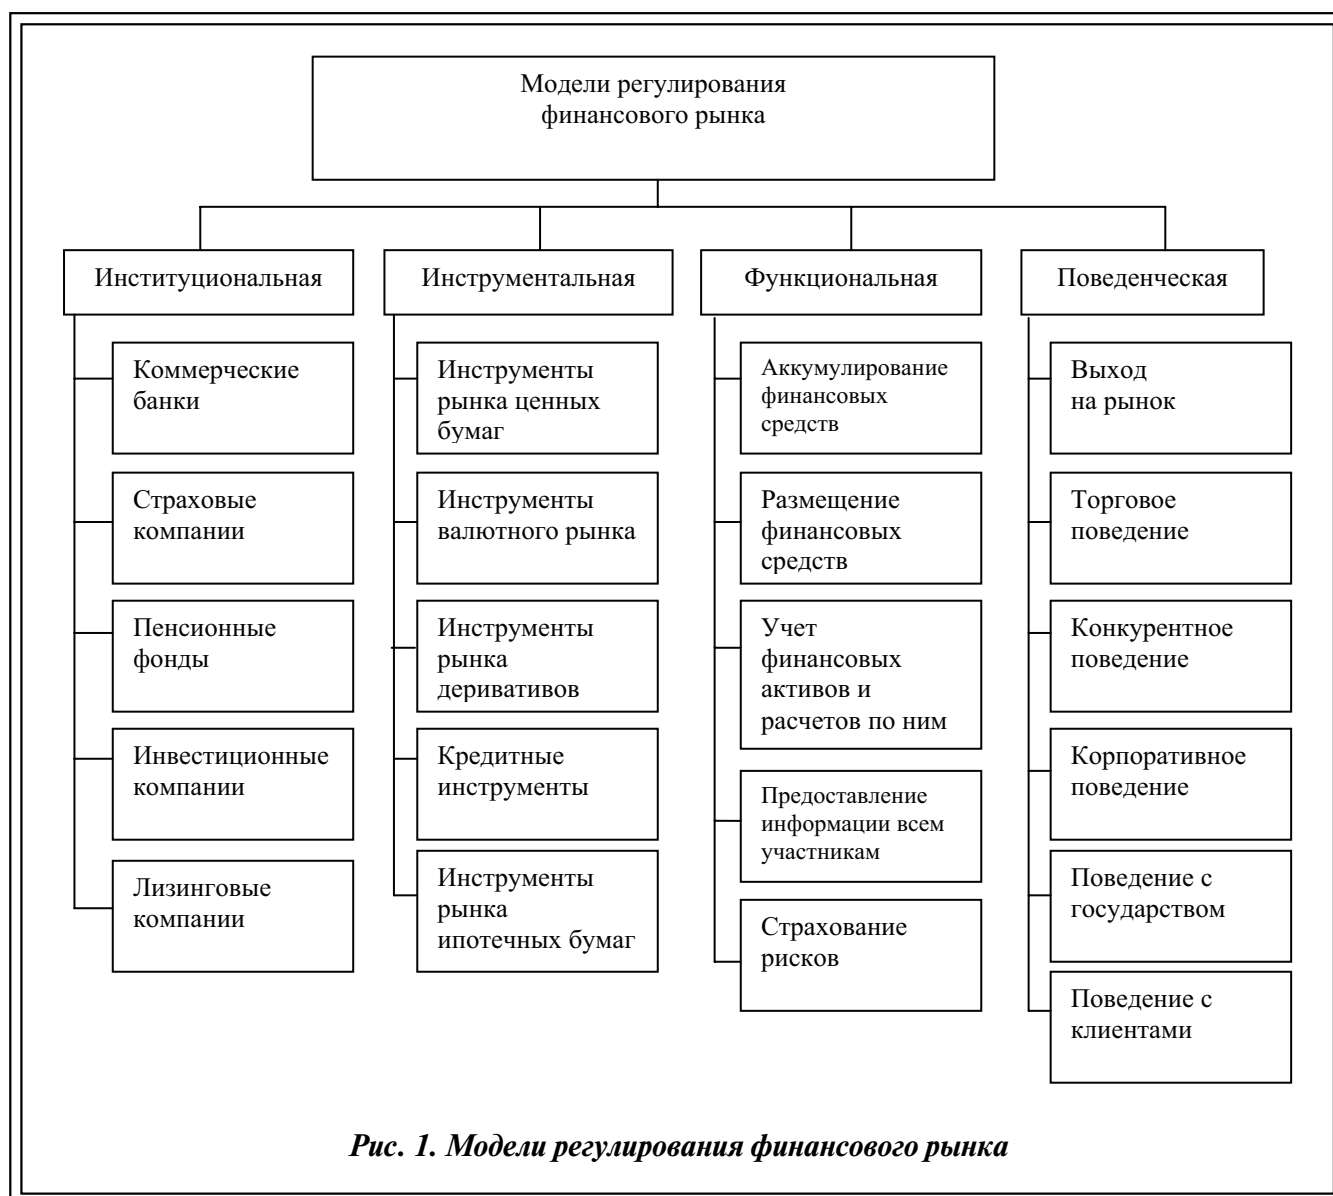 Модели регулирования
финансового рынка
Институциональная
Коммерческие
банки
Страховые
компании
Пенсионные
фонды
Инвестиционные
компании
Лизинговые
компании
Инструментальная
Инструменты
рынка ценных
бумаг
Инструменты
валютного рынка
Инструменты
рынка
деривативов
Кредитные
инструменты
Инструменты
рынка
ипотечных бумаг
Функциональная
Аккумулирование
финансовых
средств
Размещение
финансовых
средств
Учет
финансовых
активов и
расчетов по ним
Предоставление
информации всем
участникам
Страхование
рисков
Поведенческая
Выход
на рынок
Торговое
поведение
Конкурентное
поведение
Корпоративное
поведение
Поведение с
государством
Поведение с
клиентами
Рис. 1. Модели регулирования финансового рынка